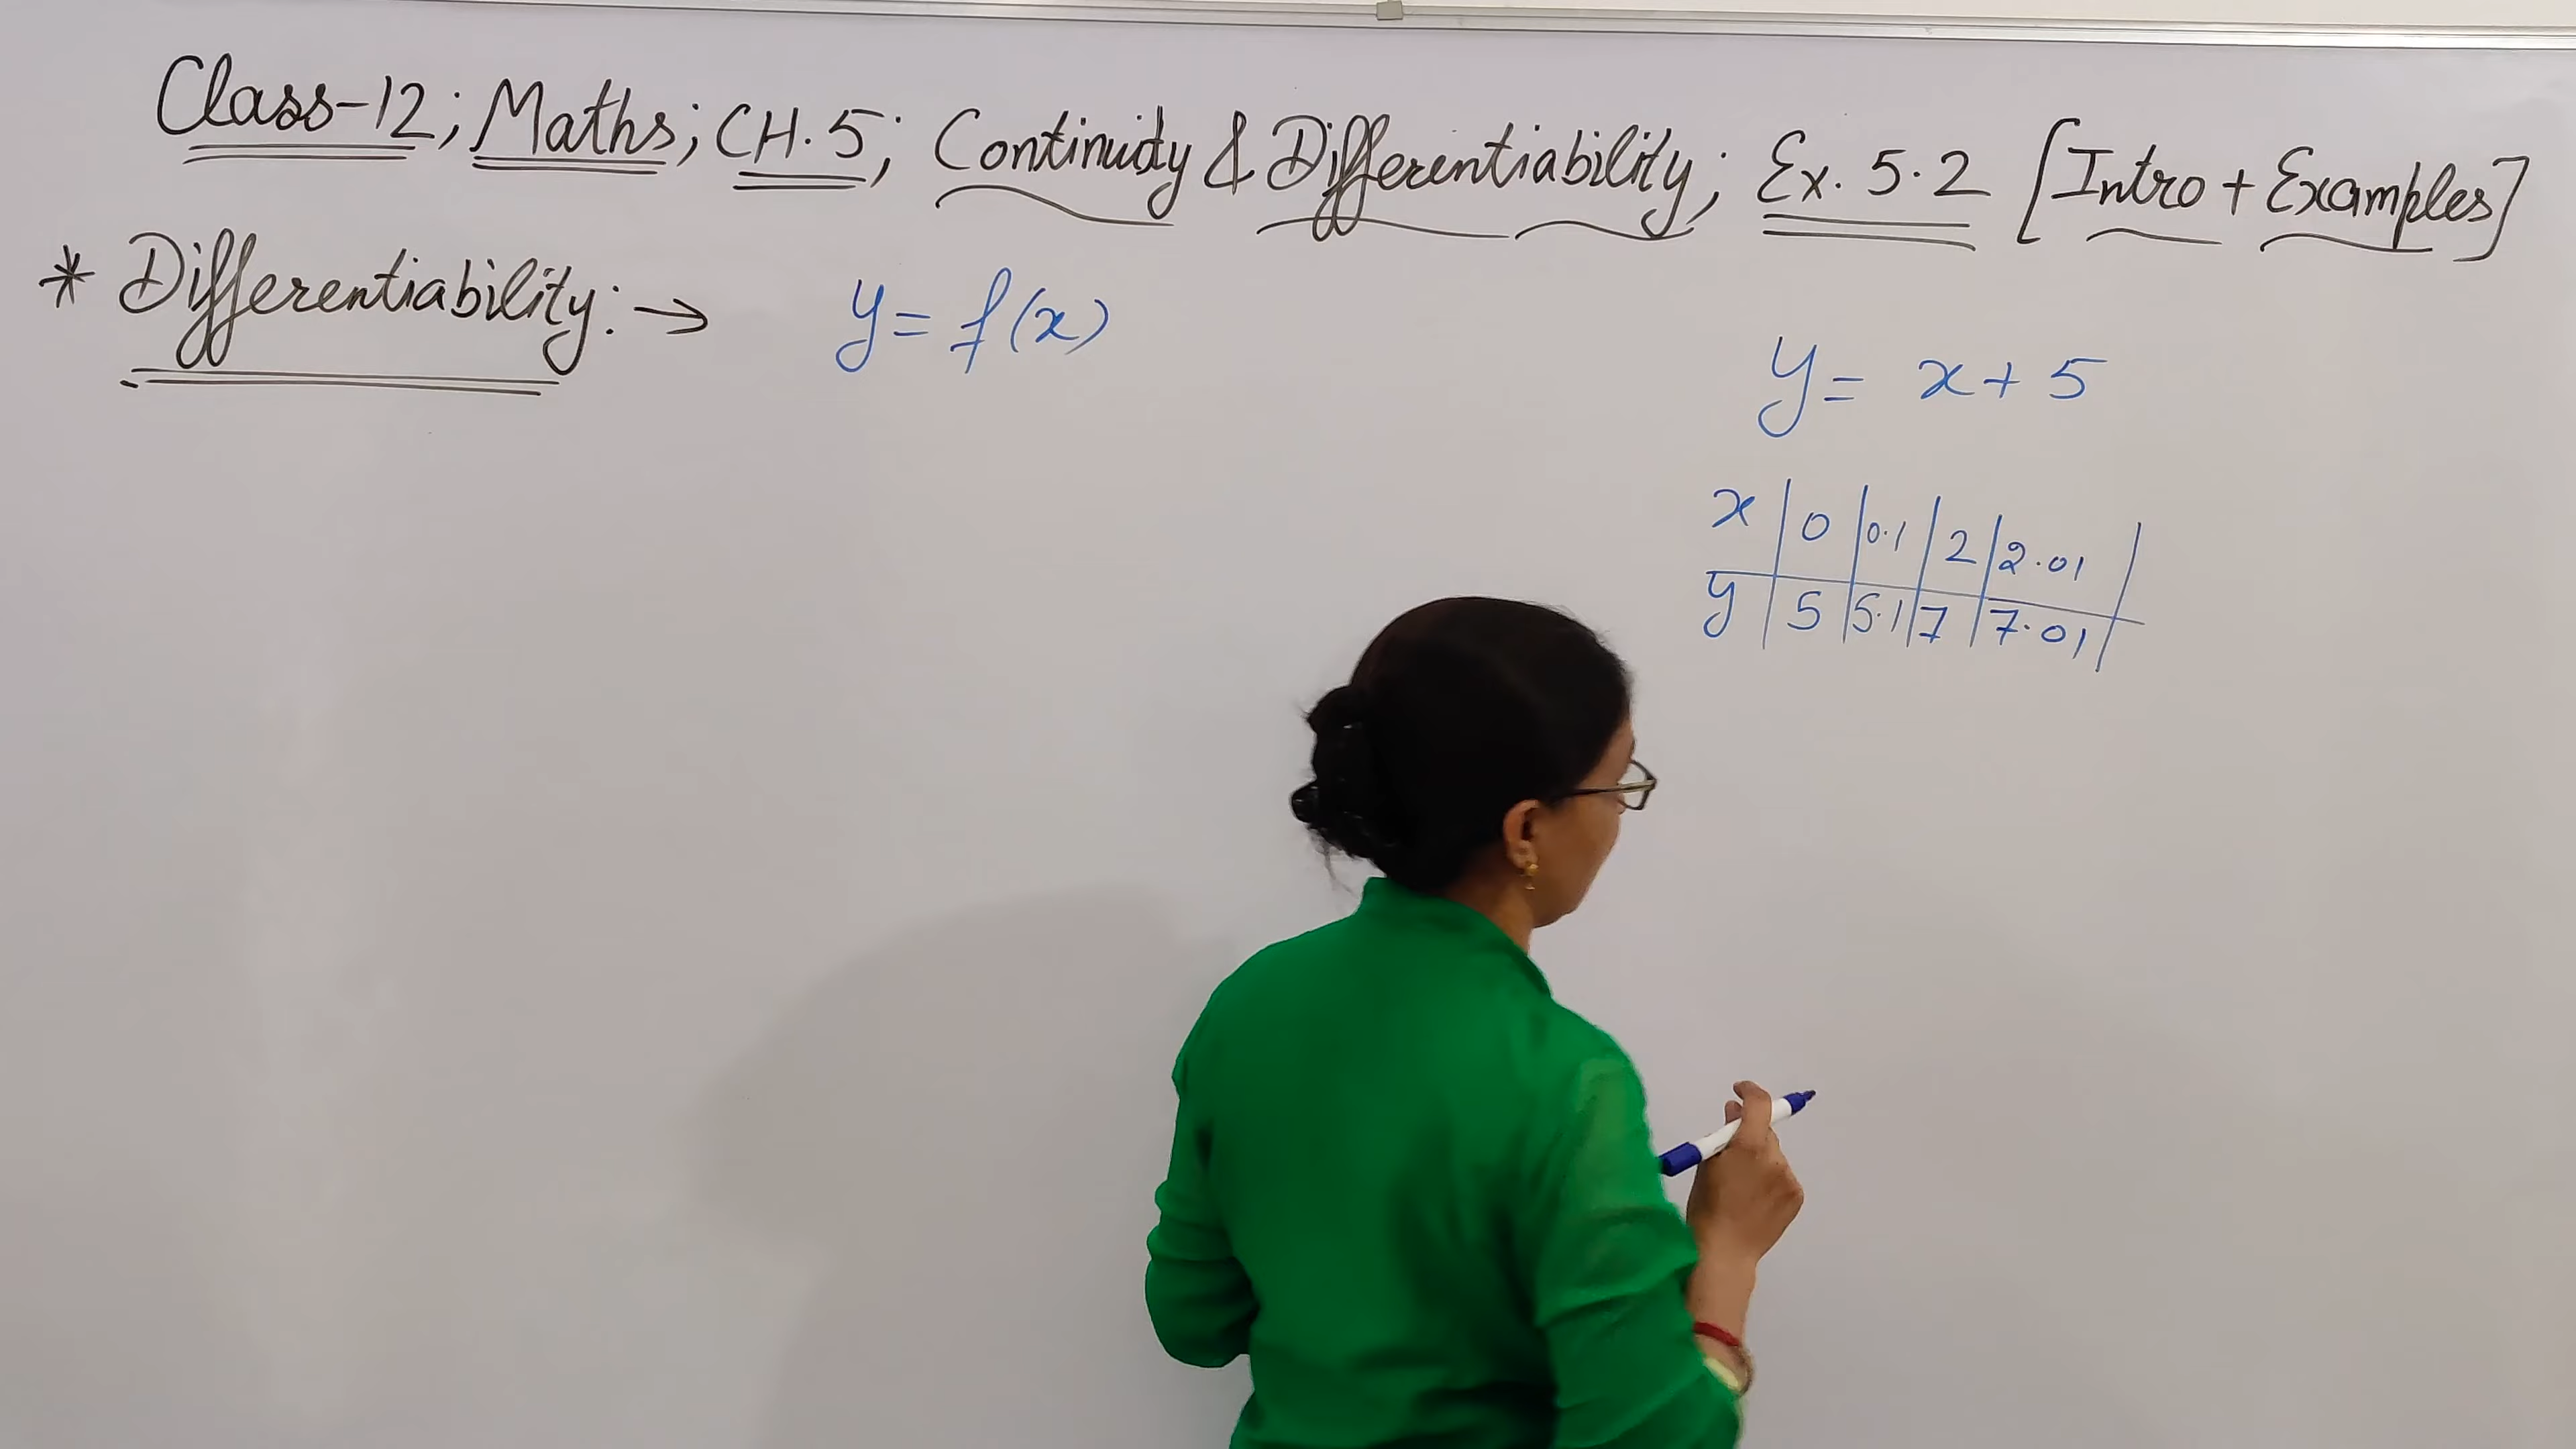 Class-12; Maths; CH.5; Continuity & Differentiability; Ex. 5.2 [Intro + Examples]
* Differentiability:→ y = f(x)
y = x + 5
x | 0 | 0.1 | 2 | 2.01 |
y | 5 | 5.1 | 7 | 7.01 |